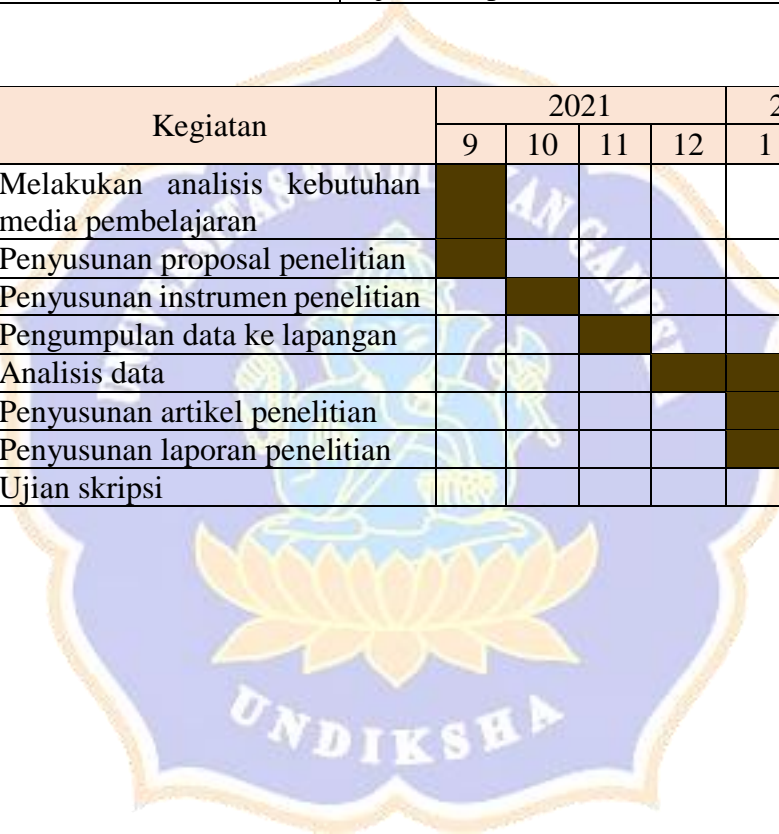 Kegiatan
2021
9 10 11 12 1
Melakukan analisis kebutuhan
media pembelajaran
Penyusunan proposal penelitian
Penyusunan instrumen penelitian
Pengumpulan data ke lapangan
Analisis data
Penyusunan artikel penelitian
Penyusunan laporan penelitian
Ujian skripsi
UNDIKSHA